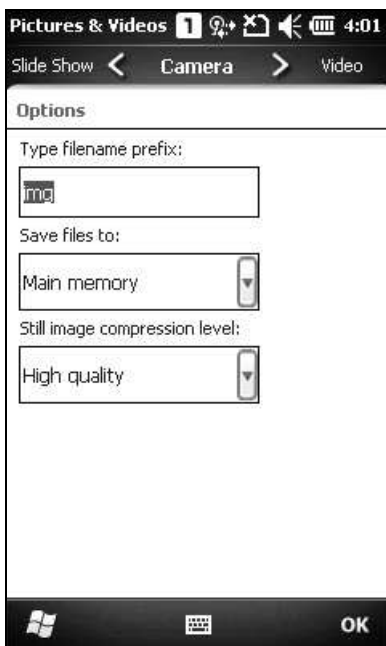 Pictures & Videos 1 4:01
Slide Show Camera Video
Options
Type filename prefix:
img
Save files to:
Main memory
Still image compression level:
High quality
OK